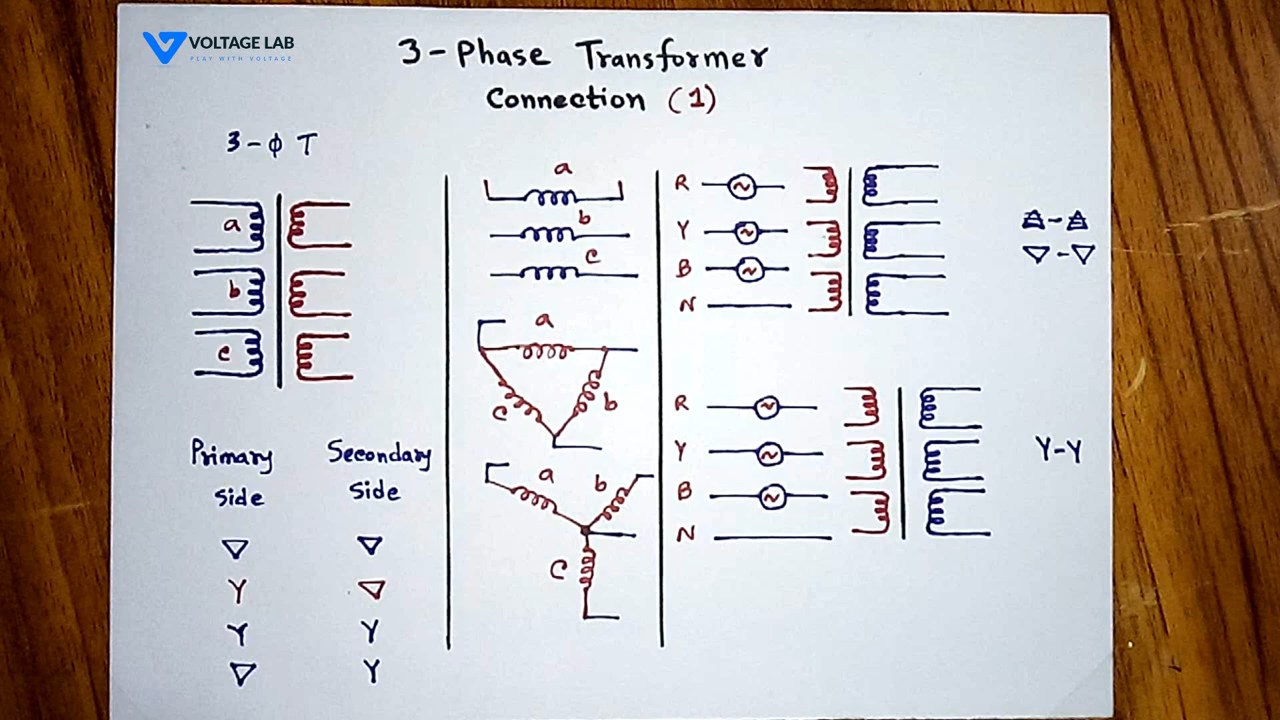 VOLTAGE LAB
PLAY WITH VOLTAGE
3-Phase Transformer
Connection (1)
3-ϕ T
a
b
c
Primary Side
Secondary Side
▽ ▽
Y ▽
Y Y
▽ Y
a
b
c
a
b
c
a
b
c
R
Y
B
N
▽-▽
R
Y
B
N
Y-Y